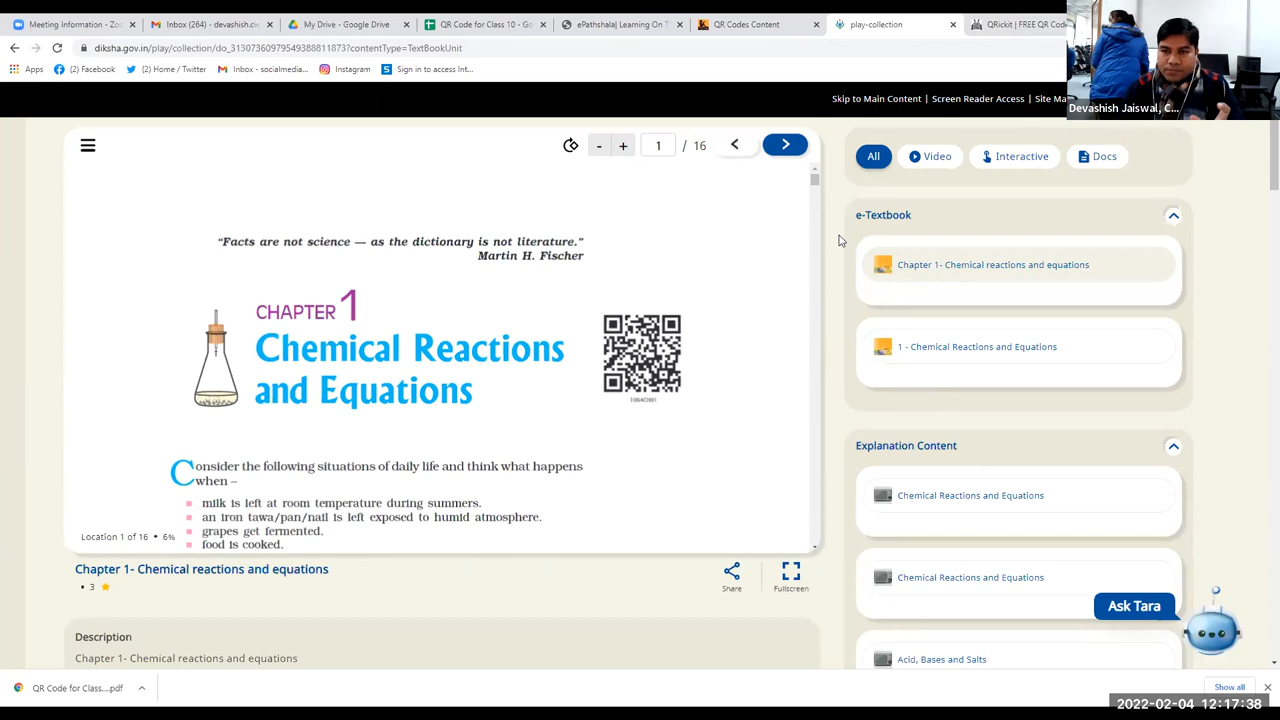 Meeting Information - Zoo
Inbox (264) - devashish.cie
My Drive - Google Drive
QR Code for Class 10 - Go
ePathshala| Learning On T
QR Codes Content
play-collection
QRickit | FREE QR Cod
diksha.gov.in/play/collection/do_31307360979549388811873?contentType=TextBookUnit
Apps
(2) Facebook
(2) Home / Twitter
Inbox - socialmedia...
Instagram
Sign in to access Int...
Devashish Jaiswal, C...
Skip to Main Content | Screen Reader Access | Site Ma
- + 1 / 16
All Video Interactive Docs
e-Textbook
Chapter 1- Chemical reactions and equations
1 - Chemical Reactions and Equations
Explanation Content
Chemical Reactions and Equations
Chemical Reactions and Equations
Acid, Bases and Salts
Ask Tara
“Facts are not science — as the dictionary is not literature.”
Martin H. Fischer
CHAPTER 1
Chemical Reactions
and Equations
1064CH01
Consider the following situations of daily life and think what happens
when –
milk is left at room temperature during summers.
an iron tawa/pan/nail is left exposed to humid atmosphere.
grapes get fermented.
food is cooked.
Location 1 of 16 • 6%
Chapter 1- Chemical reactions and equations
• 3
Share
Fullscreen
Description
Chapter 1- Chemical reactions and equations
QR Code for Class....pdf
Show all
2022-02-04 12:17:38